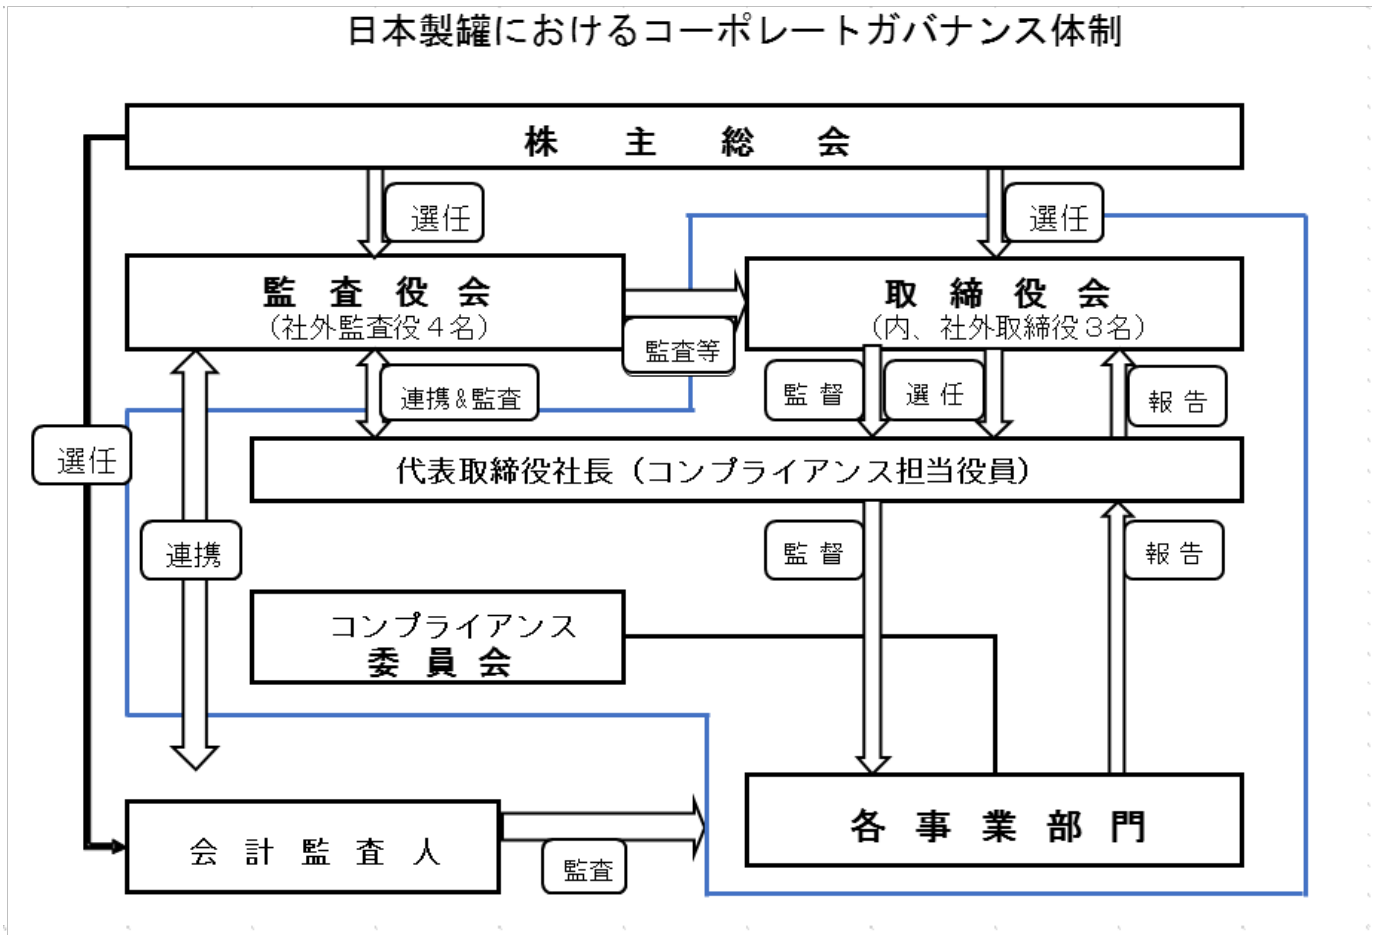 日本製罐におけるコーポレートガバナンス体制
株主総会
選任
選任
監査役会
（社外監査役４名）
取締役会
（内、社外取締役３名）
監査等
連携&監査
監督
選任
報告
選任
代表取締役社長（コンプライアンス担当役員）
連携
監督
報告
コンプライアンス
委員会
各事業部門
会計監査人
監査